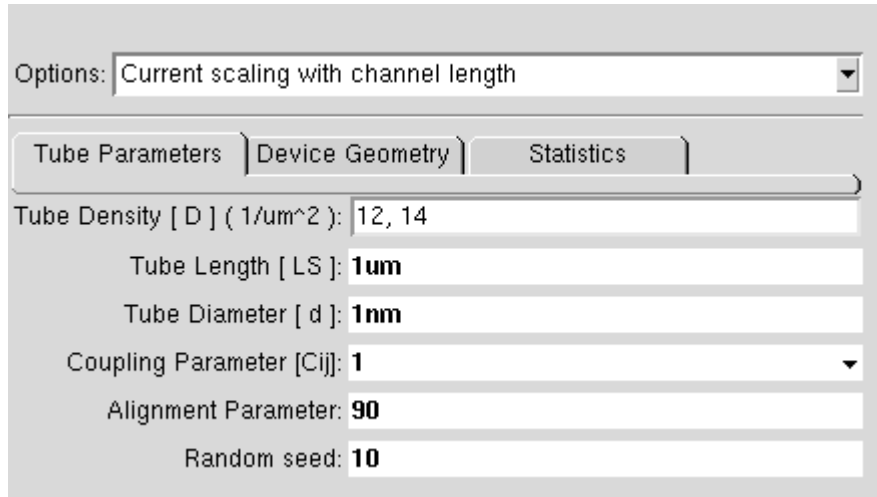 Options: Current scaling with channel length
Tube Parameters Device Geometry Statistics
Tube Density [ D ] ( 1/um^2 ): 12, 14
Tube Length [ LS ]: 1um
Tube Diameter [ d ]: 1nm
Coupling Parameter [Cij]: 1
Alignment Parameter: 90
Random seed: 10